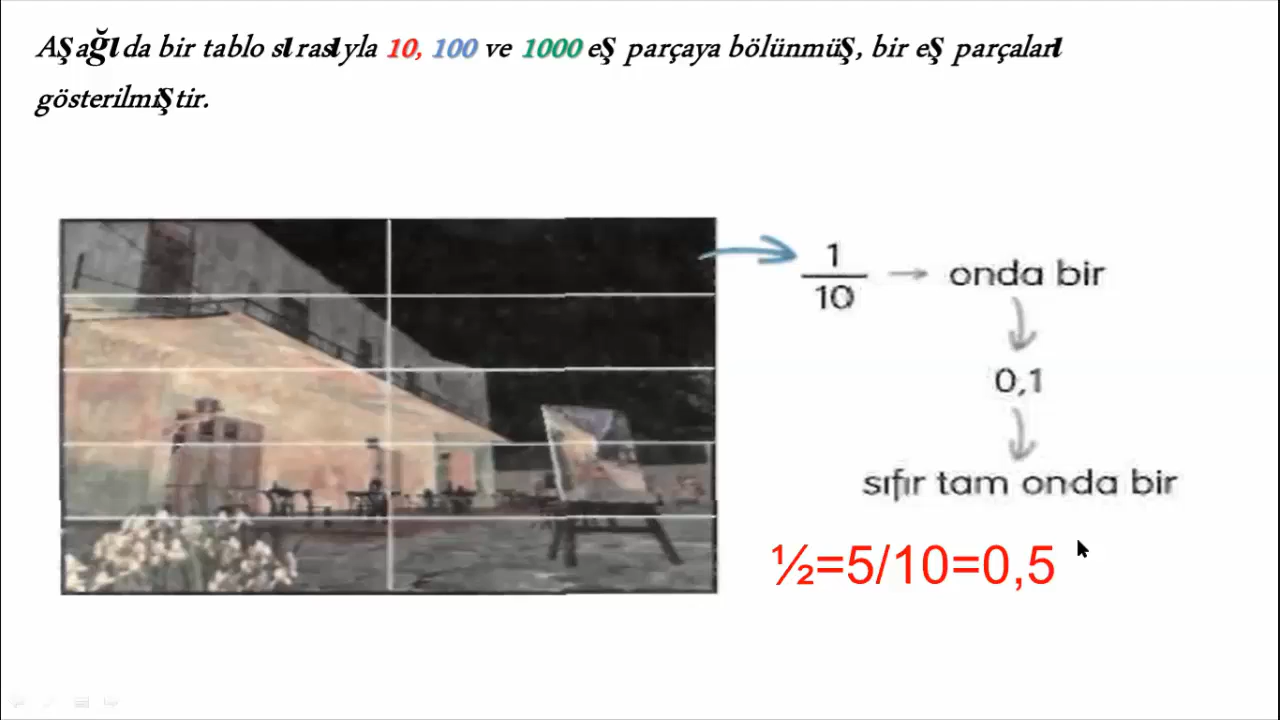 Aşağıda bir tablo sırasıyla 10, 100 ve 1000 eş parçaya bölünmüş, bir eş parçaları
gösterilmiştir.
1
10
onda bir
0,1
sıfır tam onda bir
½=5/10=0,5